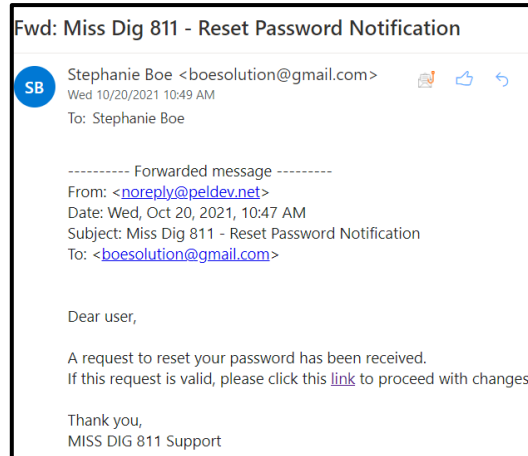 Fwd: Miss Dig 811 - Reset Password Notification
SB
Stephanie Boe <boesolution@gmail.com>
Wed 10/20/2021 10:49 AM
To: Stephanie Boe
---------- Forwarded message ---------
From: <noreply@peldev.net>
Date: Wed, Oct 20, 2021, 10:47 AM
Subject: Miss Dig 811 - Reset Password Notification
To: <boesolution@gmail.com>
Dear user,
A request to reset your password has been received.
If this request is valid, please click this link to proceed with changes
Thank you,
MISS DIG 811 Support